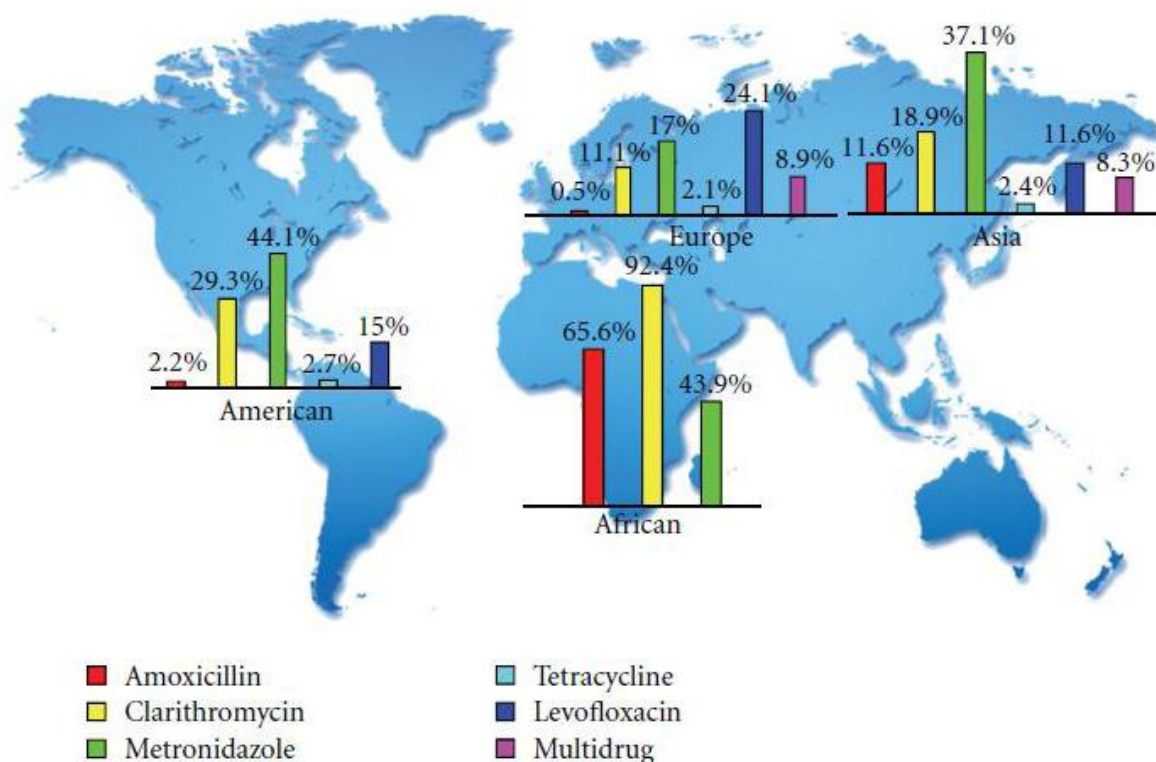 37.1%
24.1%
17%
18.9%
11.1%
11.6%
11.6%
8.9%
8.3%
0.5%
2.1%
2.4%
Europe
Asia
44.1%
29.3%
15%
2.2%
2.7%
American
92.4%
65.6%
43.9%
African
Amoxicillin
Clarithromycin
Metronidazole
Tetracycline
Levofloxacin
Multidrug